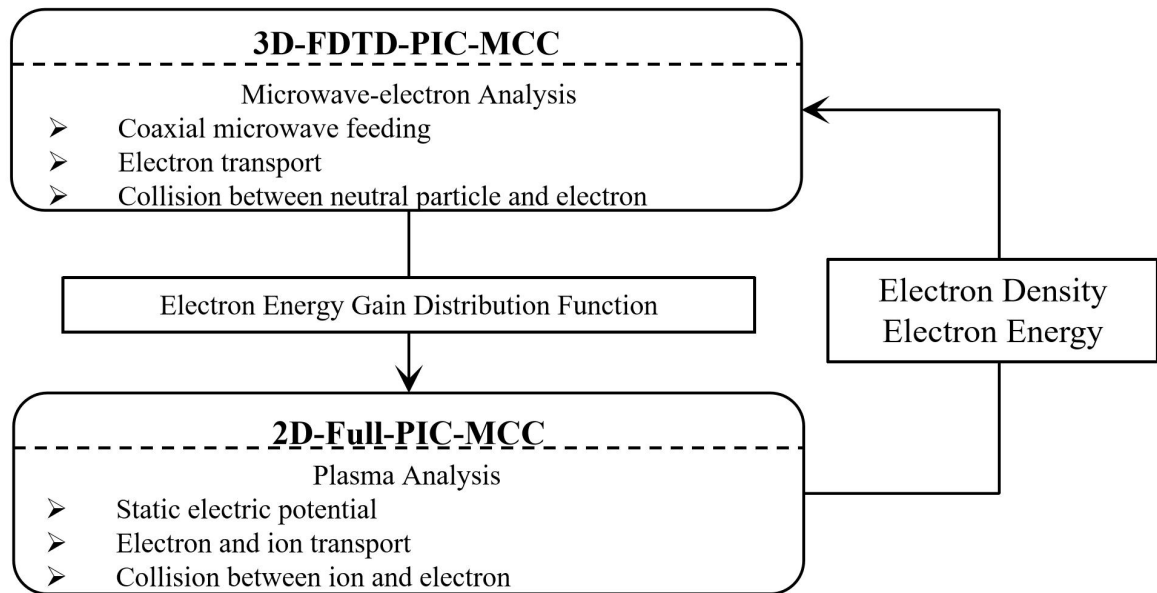 3D-FDTD-PIC-MCC
Microwave-electron Analysis
➢ Coaxial microwave feeding
➢ Electron transport
➢ Collision between neutral particle and electron
Electron Energy Gain Distribution Function
Electron Density
Electron Energy
2D-Full-PIC-MCC
Plasma Analysis
➢ Static electric potential
➢ Electron and ion transport
➢ Collision between ion and electron